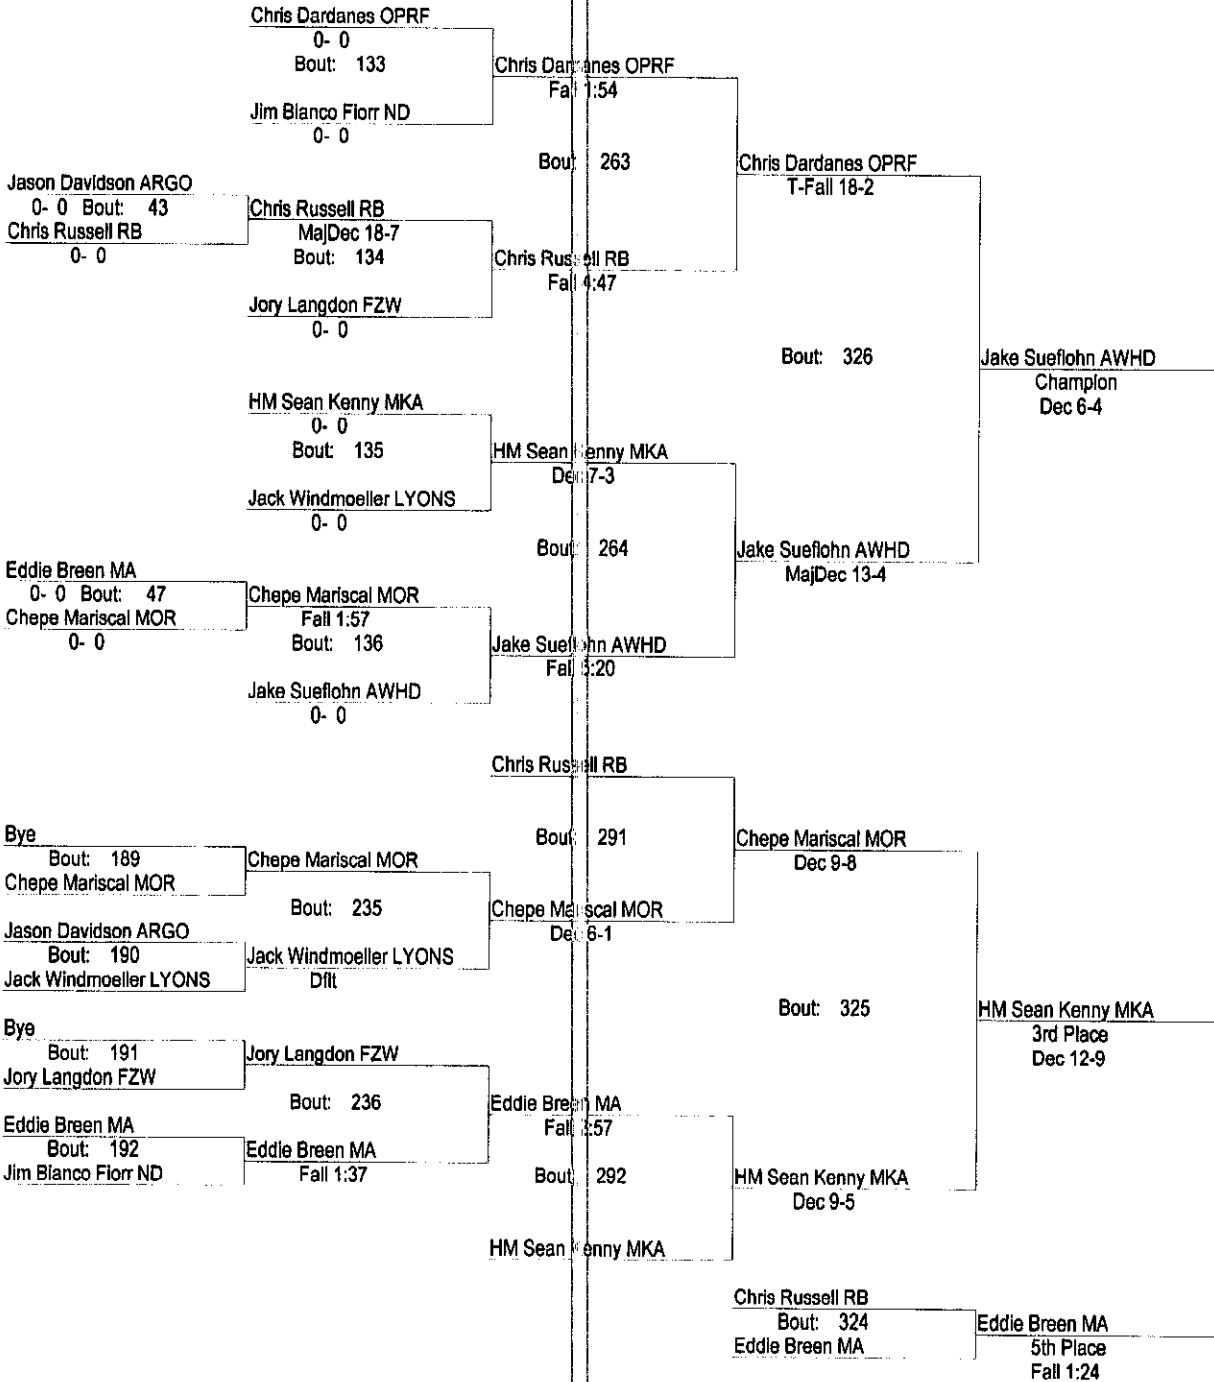 Chris Dardanes OPRF
0- 0
Bout: 133
Chris Dardanes OPRF
Fall 1:54
Jim Bianco Fiorr ND
0- 0
Bout 263
Chris Dardanes OPRF
T-Fall 18-2
Jason Davidson ARGO
0- 0 Bout: 43
Chris Russell RB
0- 0
Chris Russell RB
MajDec 18-7
Bout: 134
Chris Russell RB
Fall 4:47
Jory Langdon FZW
0- 0
Bout: 326
Jake Sueflohn AWHD
Champion
Dec 6-4
HM Sean Kenny MKA
0- 0
Bout: 135
HM Sean Kenny MKA
Dec 7-3
Jack Windmoeller LYONS
0- 0
Bout 264
Jake Sueflohn AWHD
MajDec 13-4
Eddie Breen MA
0- 0 Bout: 47
Chepe Mariscal MOR
0- 0
Chepe Mariscal MOR
Fall 1:57
Bout: 136
Jake Sueflohn AWHD
Fall :20
Jake Sueflohn AWHD
0- 0
Chris Russell RB
Bout 291
Chepe Mariscal MOR
Dec 9-8
Bye
Bout: 189
Chepe Mariscal MOR
Chepe Mariscal MOR
Bout: 235
Chepe Mariscal MOR
Dec 6-1
Jason Davidson ARGO
Bout: 190
Jack Windmoeller LYONS
Jack Windmoeller LYONS
Dflt
Bout: 325
HM Sean Kenny MKA
3rd Place
Dec 12-9
Bye
Bout: 191
Jory Langdon FZW
Jory Langdon FZW
Bout: 236
Eddie Breen MA
Fall :57
Eddie Breen MA
Bout: 192
Jim Bianco Fiorr ND
Eddie Breen MA
Fall 1:37
Bout 292
HM Sean Kenny MKA
Dec 9-5
HM Sean Kenny MKA
Chris Russell RB
Bout: 324
Eddie Breen MA
Eddie Breen MA
5th Place
Fall 1:24